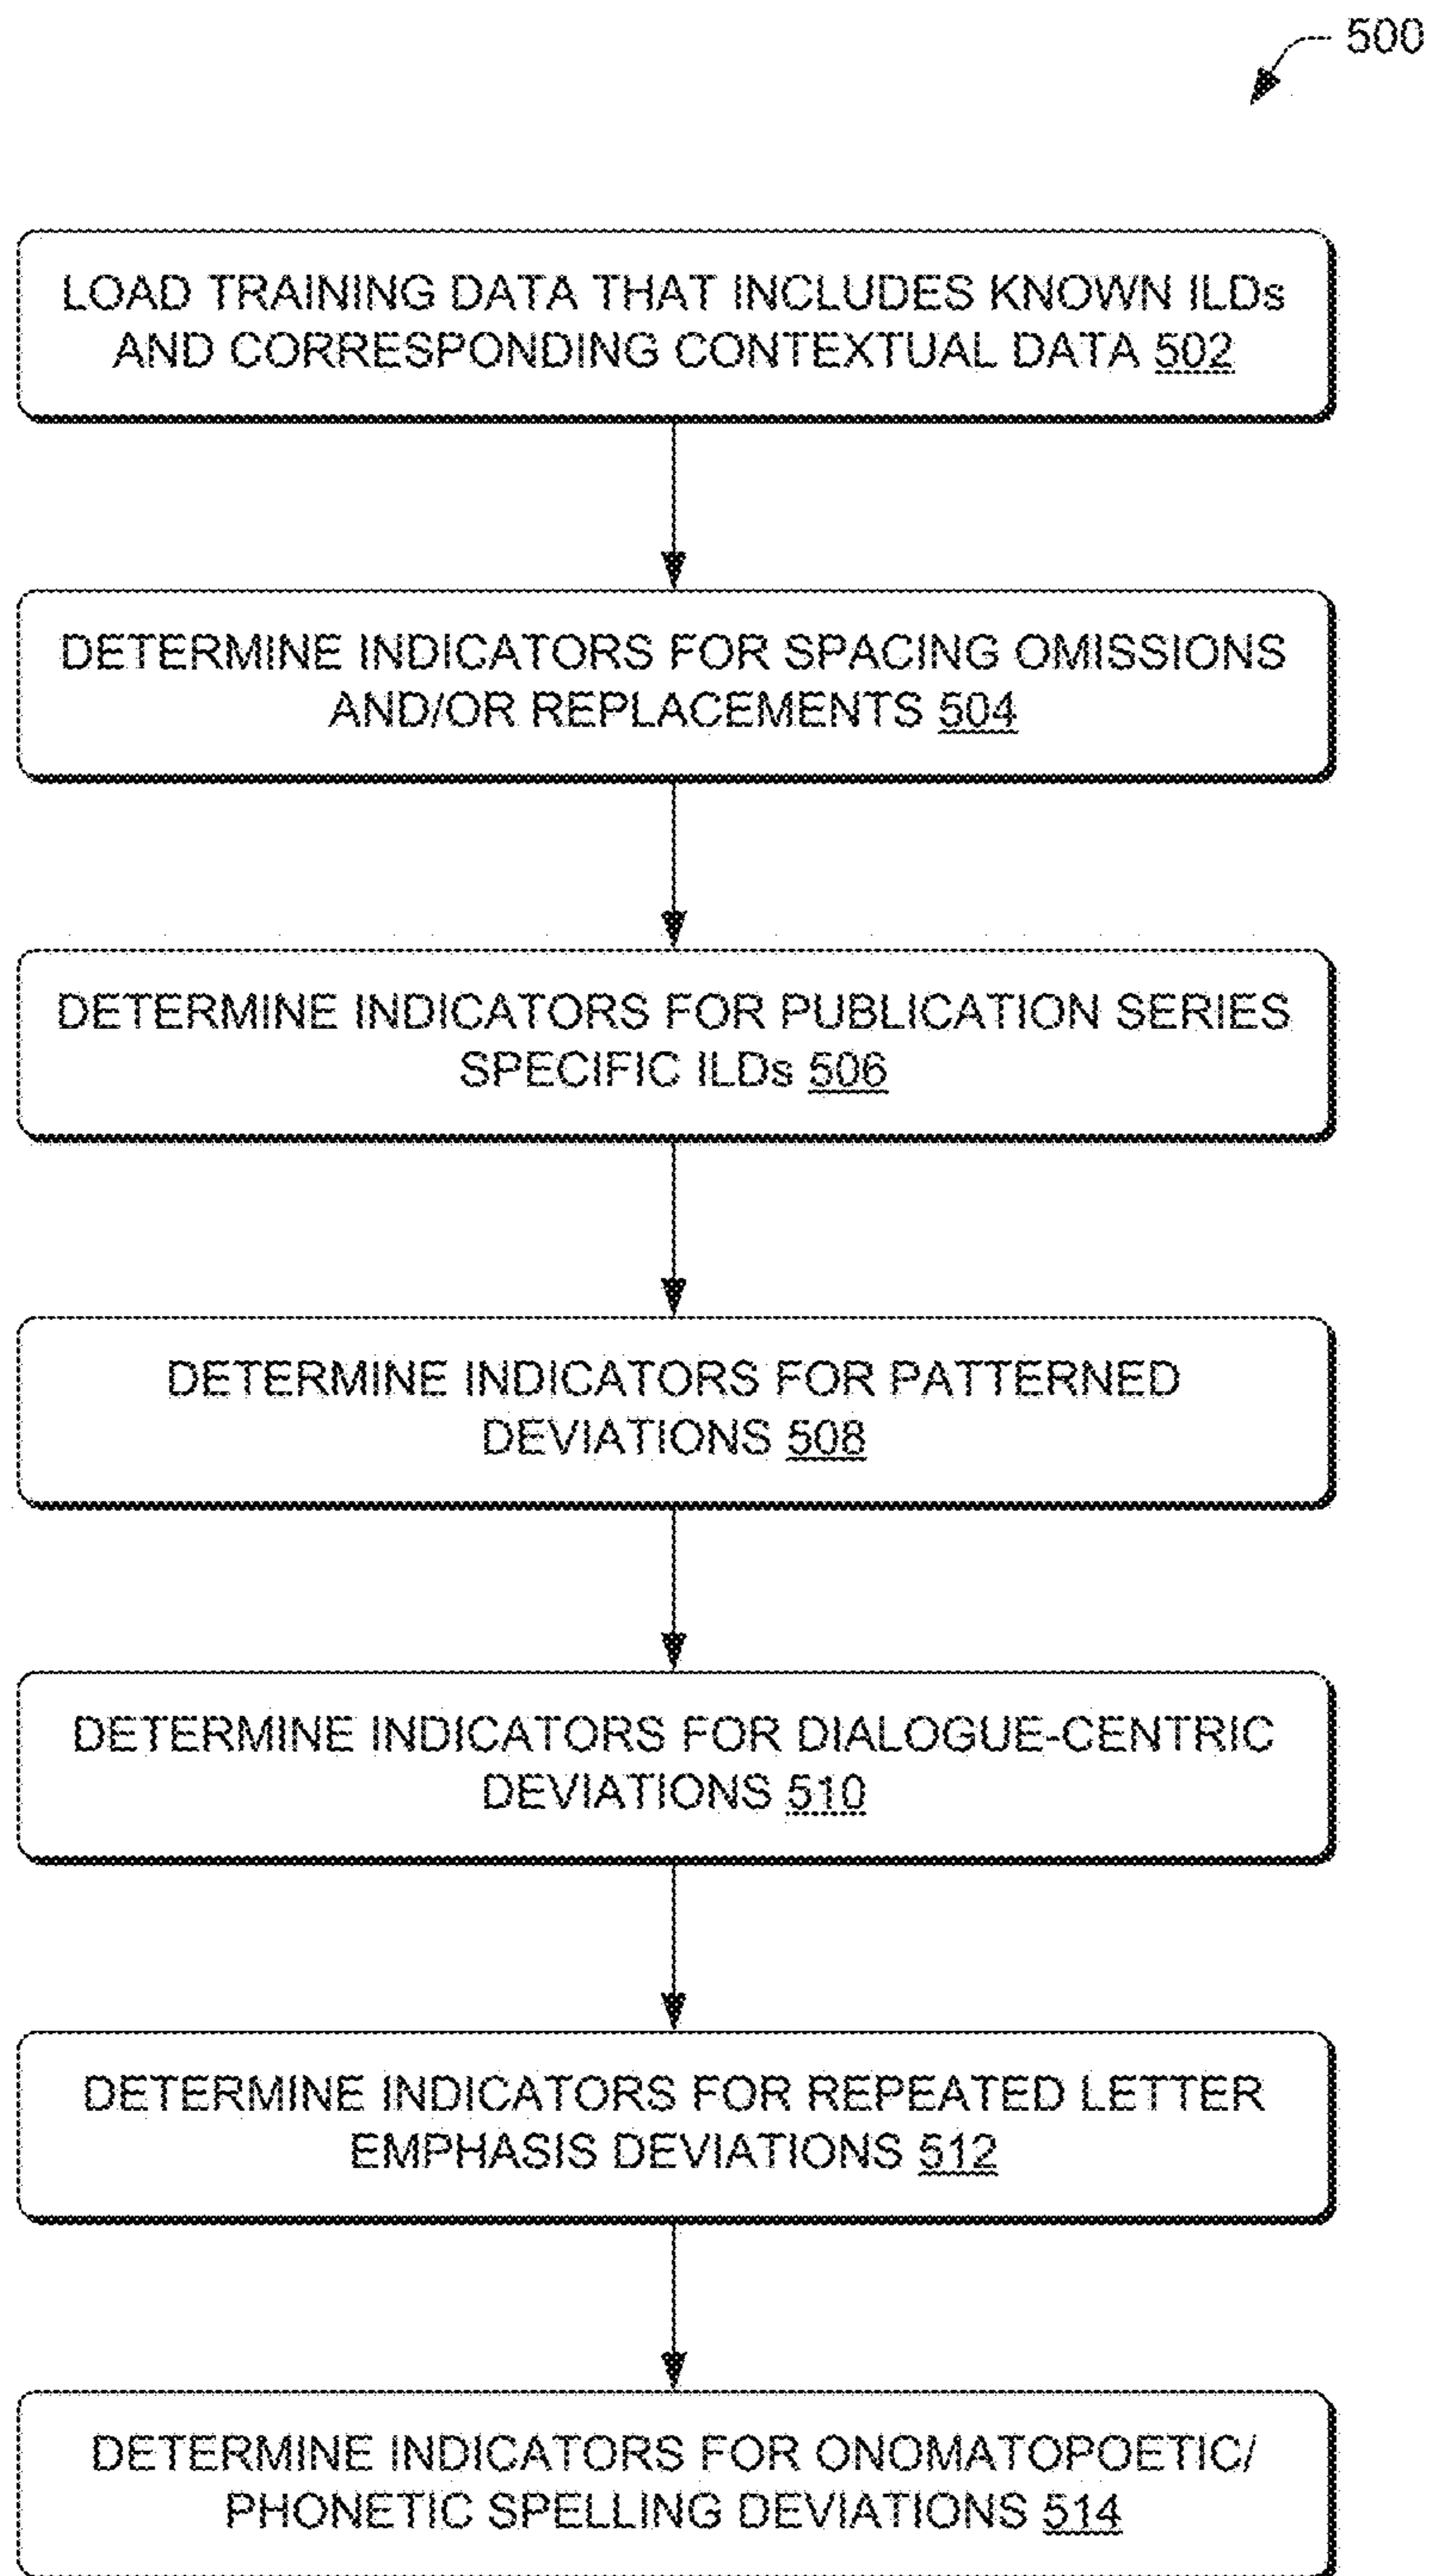 500
LOAD TRAINING DATA THAT INCLUDES KNOWN ILDs
AND CORRESPONDING CONTEXTUAL DATA 502
DETERMINE INDICATORS FOR SPACING OMISSIONS
AND/OR REPLACEMENTS 504
DETERMINE INDICATORS FOR PUBLICATION SERIES
SPECIFIC ILDs 506
DETERMINE INDICATORS FOR PATTERNED
DEVIATIONS 508
DETERMINE INDICATORS FOR DIALOGUE-CENTRIC
DEVIATIONS 510
DETERMINE INDICATORS FOR REPEATED LETTER
EMPHASIS DEVIATIONS 512
DETERMINE INDICATORS FOR ONOMATOPOETIC/
PHONETIC SPELLING DEVIATIONS 514